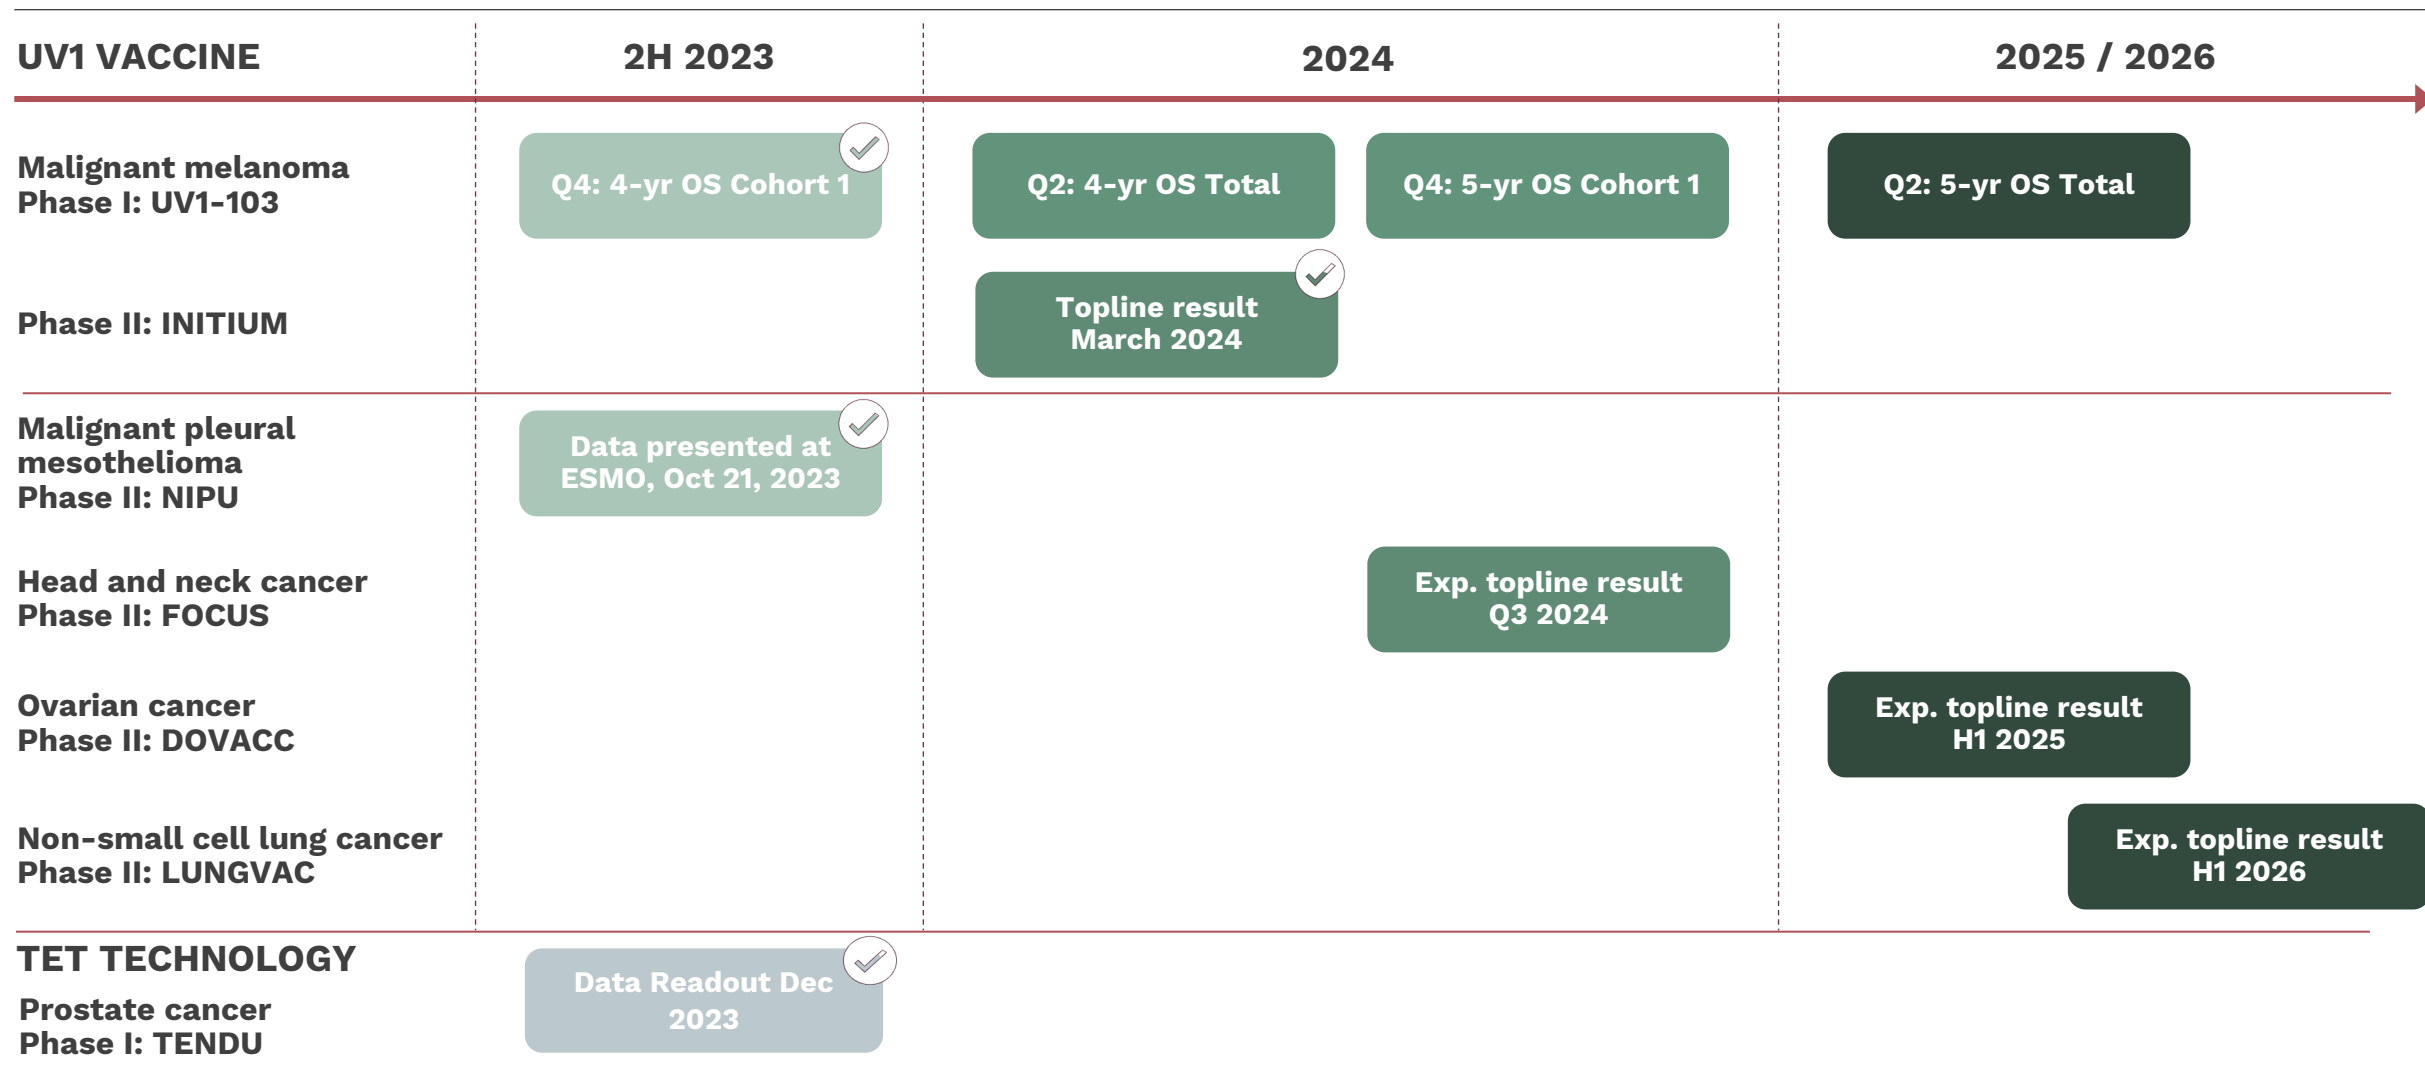 UV1 VACCINE
2H 2023
2024
2025 / 2026
Malignant melanoma
Phase I: UV1-103
Q4: 4-yr OS Cohort 1
Q2: 4-yr OS Total
Q4: 5-yr OS Cohort 1
Q2: 5-yr OS Total
Phase II: INITIUM
Topline result
March 2024
Malignant pleural
mesothelioma
Phase II: NIPU
Data presented at
ESMO, Oct 21, 2023
Head and neck cancer
Phase II: FOCUS
Exp. topline result
Q3 2024
Ovarian cancer
Phase II: DOVACC
Exp. topline result
H1 2025
Non-small cell lung cancer
Phase II: LUNGVAC
Exp. topline result
H1 2026
TET TECHNOLOGY
Prostate cancer
Phase I: TENDU
Data Readout Dec
2023